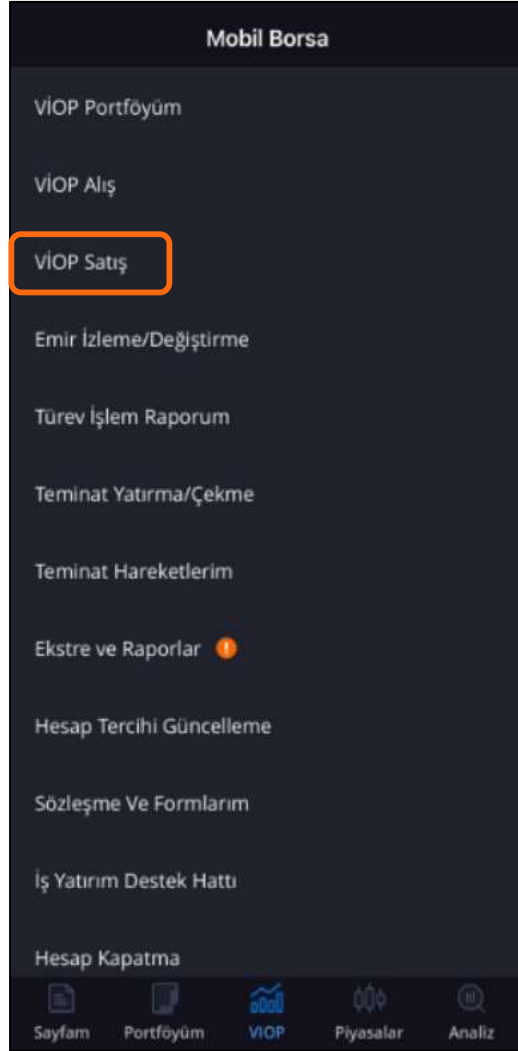 Mobil Borsa
VİOP Portföyüm
VİOP Alış
VİOP Satış
Emir İzleme/Değiştirme
Türev İşlem Raporum
Teminat Yatırma/Çekme
Teminat Hareketlerim
Ekstre ve Raporlar
Hesap Tercihi Güncelleme
Sözleşme Ve Formlarım
İş Yatırım Destek Hattı
Hesap Kapatma
Sayfam Portföyüm VIOP Piyasalar Analiz